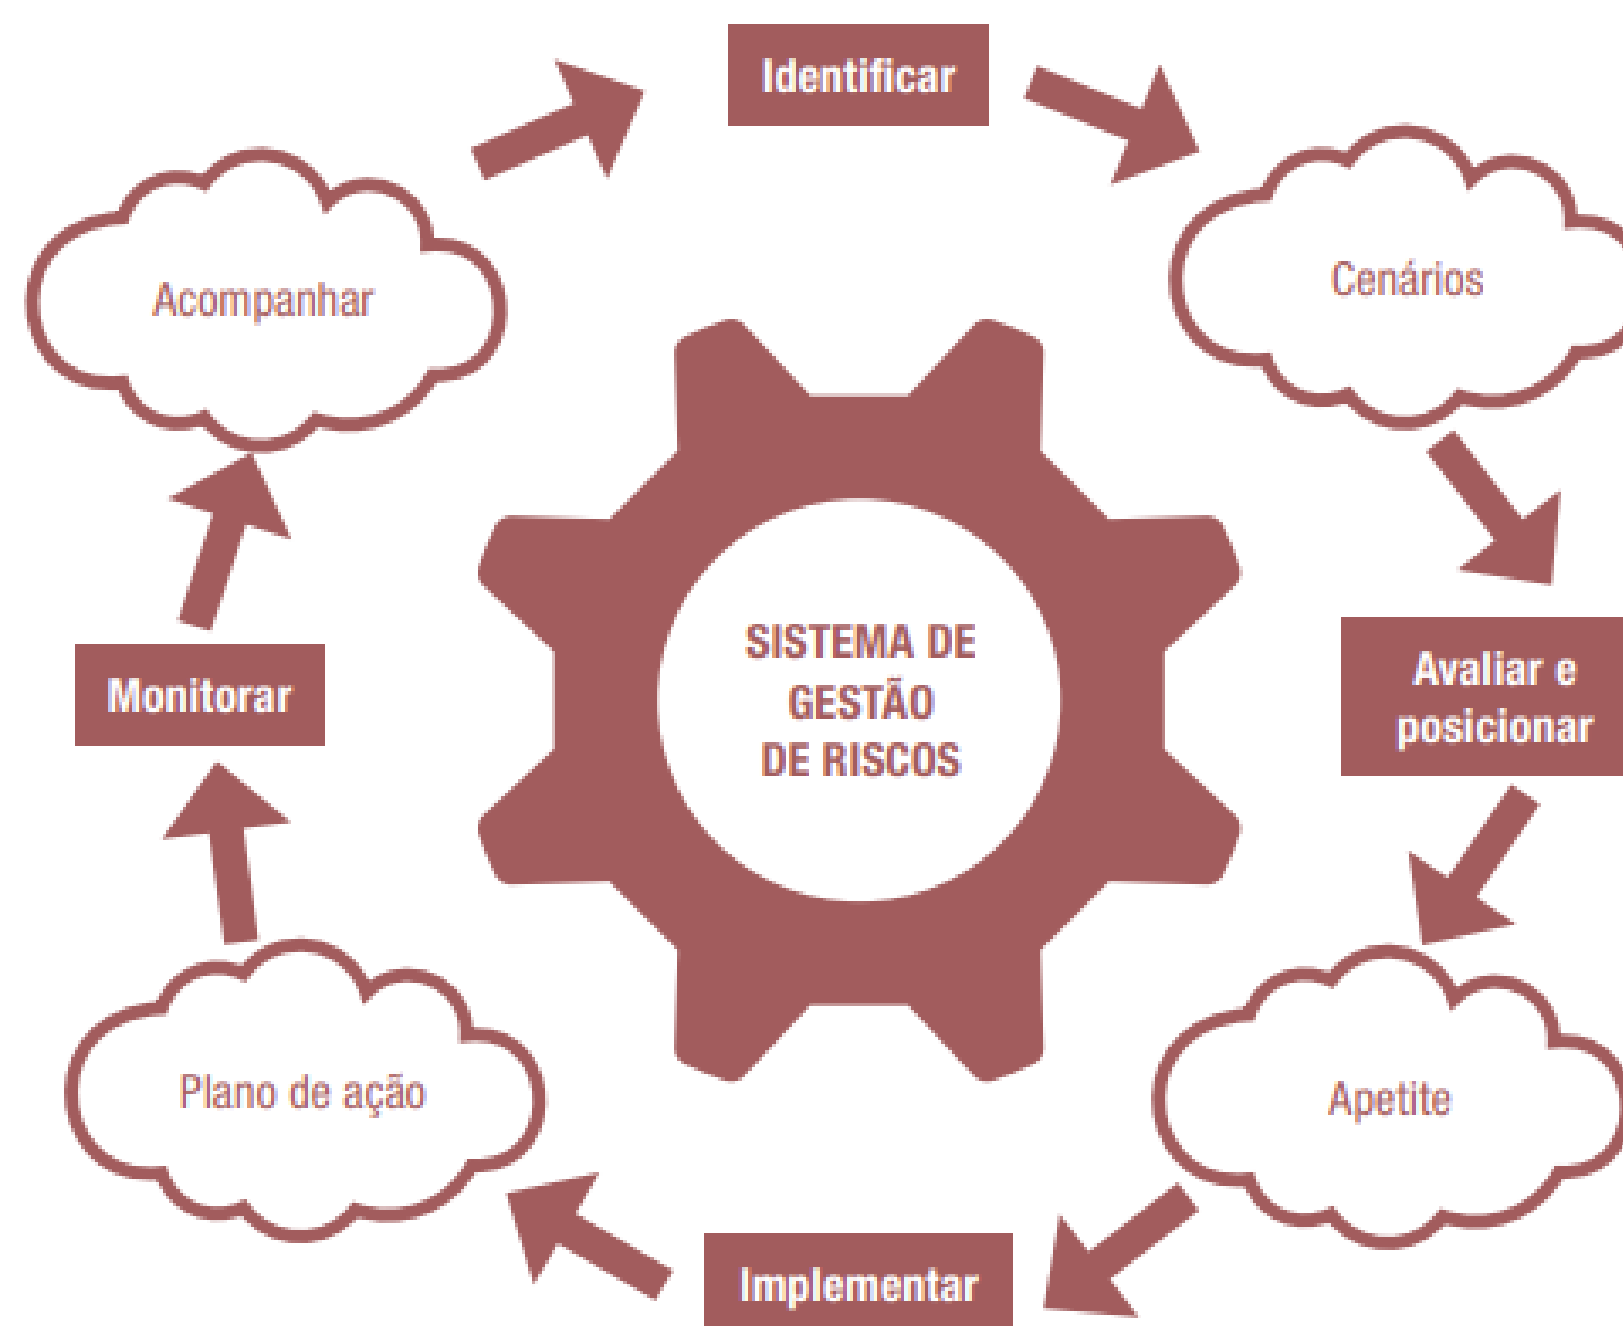 Identificar
Acompanhar
Cenários
SISTEMA DE
GESTÃO
DE RISCOS
Monitorar
Avaliar e
posicionar
Plano de ação
Apetite
Implementar